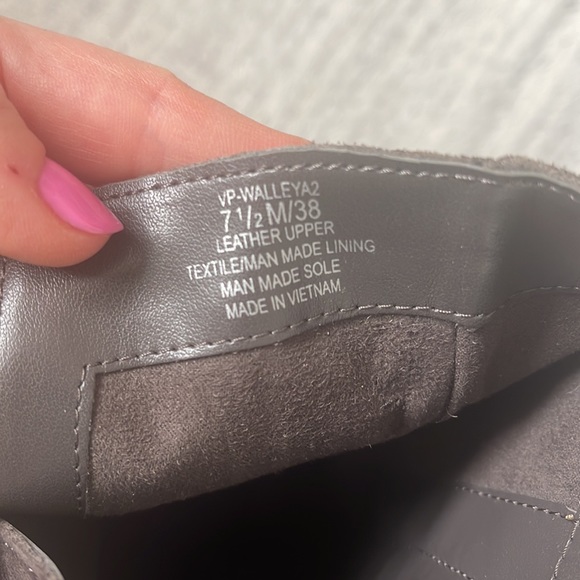 VP-WALLEYA2
7 1/2 M/38
LEATHER UPPER
TEXTILE/MAN MADE LINING
MAN MADE SOLE
MADE IN VIETNAM